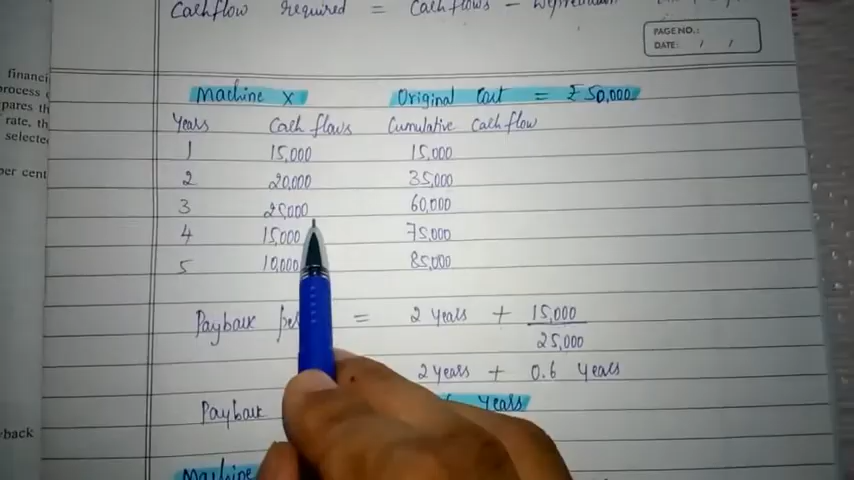 Cashflow required = Cashflows -
PAGE NO.:
DATE: / /
financi
process
pares th
rate, th
selecte
per cent
yback
Machine X Original Cost = ₹ 50,000
Years Cash flows Cumulative Cash flow
1 15,000 15,000
2 20,000 35,000
3 25,000 60,000
4 15,000 75,000
5 10,000 85,000
Payback pe = 2 years + 15,000
25,000
2 years + 0.6 years
Payback years
Machine